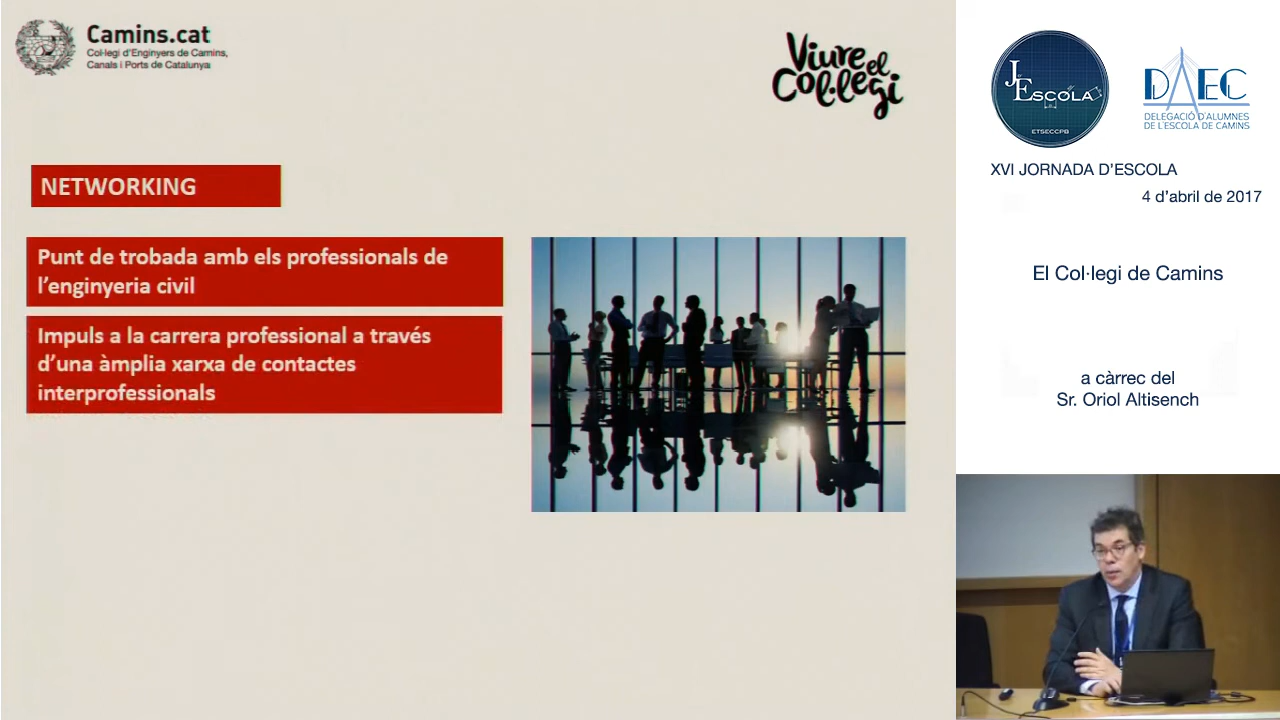 Camins.cat
Col·legi d'Enginyers de Camins,
Canals i Ports de Catalunya
Viure el
Col·legi
NETWORKING
Punt de trobada amb els professionals de
l'enginyeria civil
Impuls a la carrera professional a través
d'una àmplia xarxa de contactes
interprofessionals
J
ESCOLA
ETSECCPB
DAEC
DELEGACIÓ D'ALUMNES
DE L'ESCOLA DE CAMINS
XVI JORNADA D'ESCOLA
4 d'abril de 2017
El Col·legi de Camins
a càrrec del
Sr. Oriol Altisench